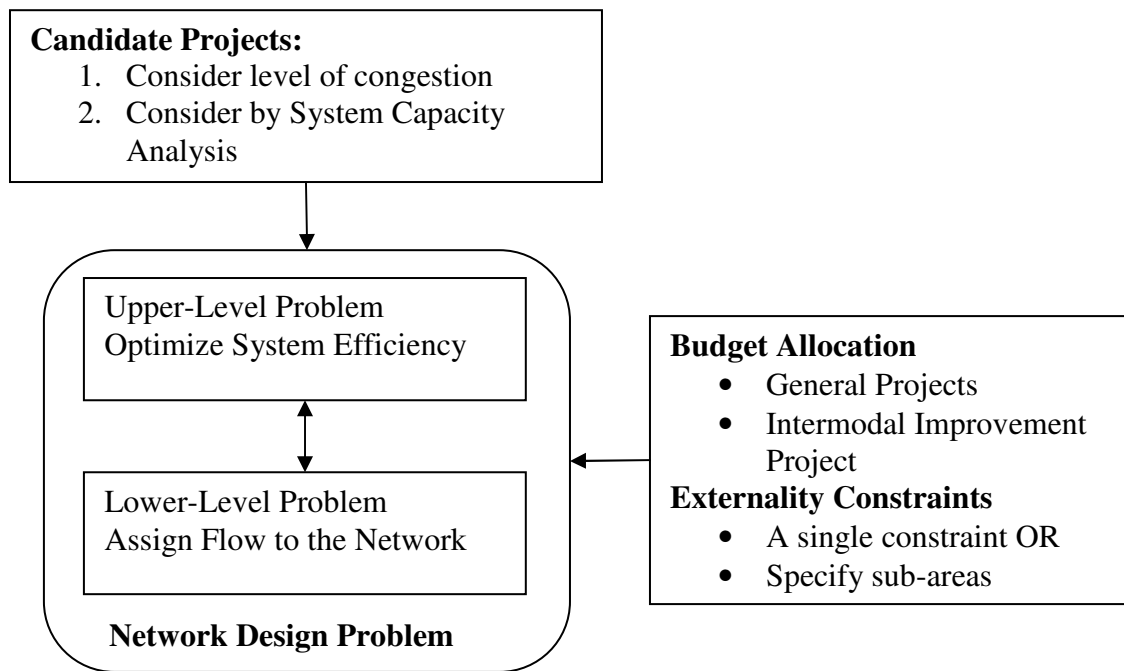 Candidate Projects:
1. Consider level of congestion
2. Consider by System Capacity
Analysis
Upper-Level Problem
Optimize System Efficiency
Lower-Level Problem
Assign Flow to the Network
Network Design Problem
Budget Allocation
• General Projects
• Intermodal Improvement
Project
Externality Constraints
• A single constraint OR
• Specify sub-areas